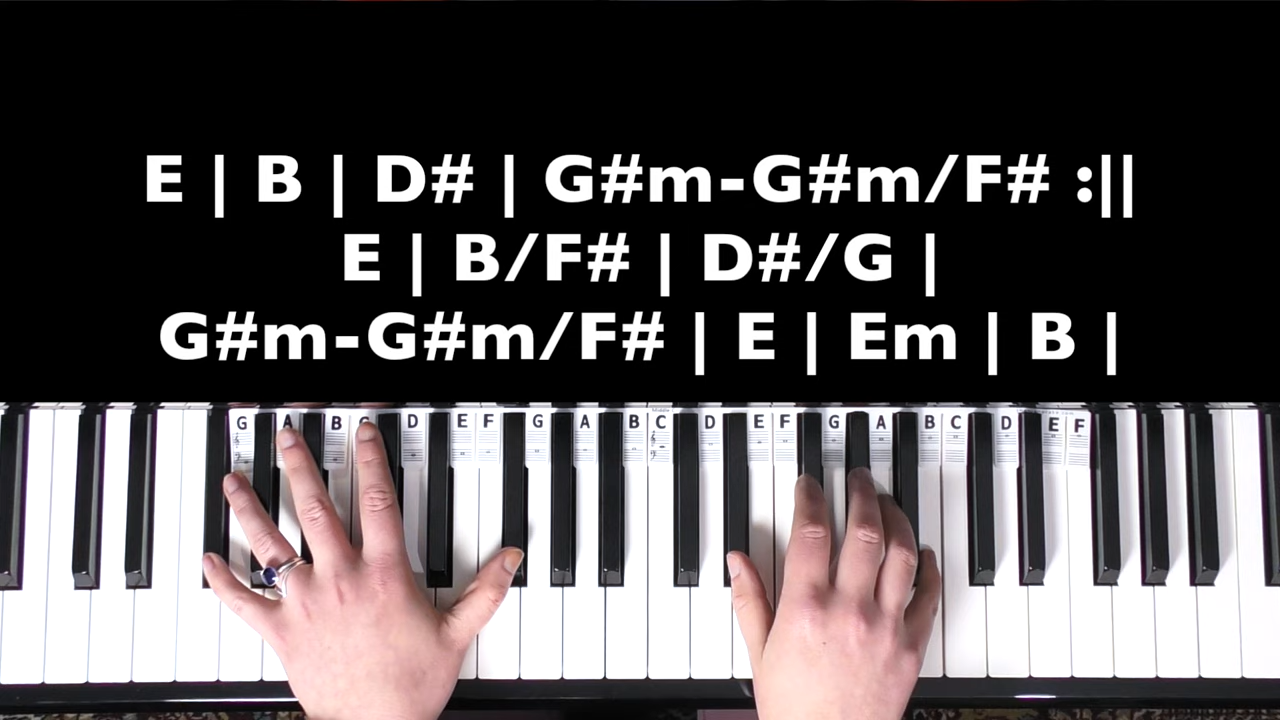 E | B | D# | G#m-G#m/F# :||
E | B/F# | D#/G |
G#m-G#m/F# | E | Em | B |
G A B C D E F G A B C D E F G A B C D E F